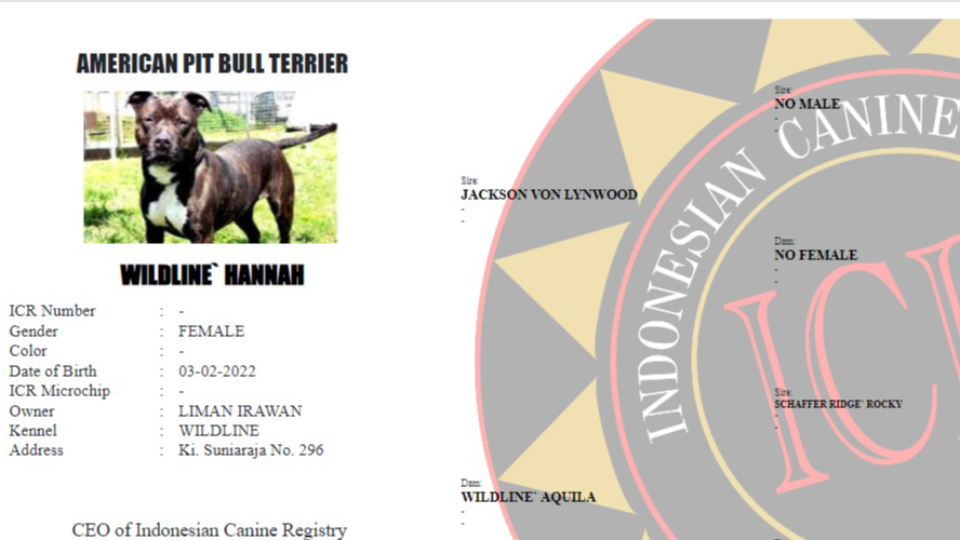 AMERICAN PIT BULL TERRIER
WILDLINE` HANNAH
ICR Number : -
Gender : FEMALE
Color : -
Date of Birth : 03-02-2022
ICR Microchip : -
Owner : LIMAN IRAWAN
Kennel : WILDLINE
Address : Ki. Suniaraja No. 296
CEO of Indonesian Canine Registry
Sire:
JACKSON VON LYNWOOD
-
-
Dam:
WILDLINE` AQUILA
-
-
Sire:
NO MALE
-
-
Dam:
NO FEMALE
-
-
Sire:
SCHAFFER RIDGE` ROCKY
-
-
INDONESIAN CANINE
IC